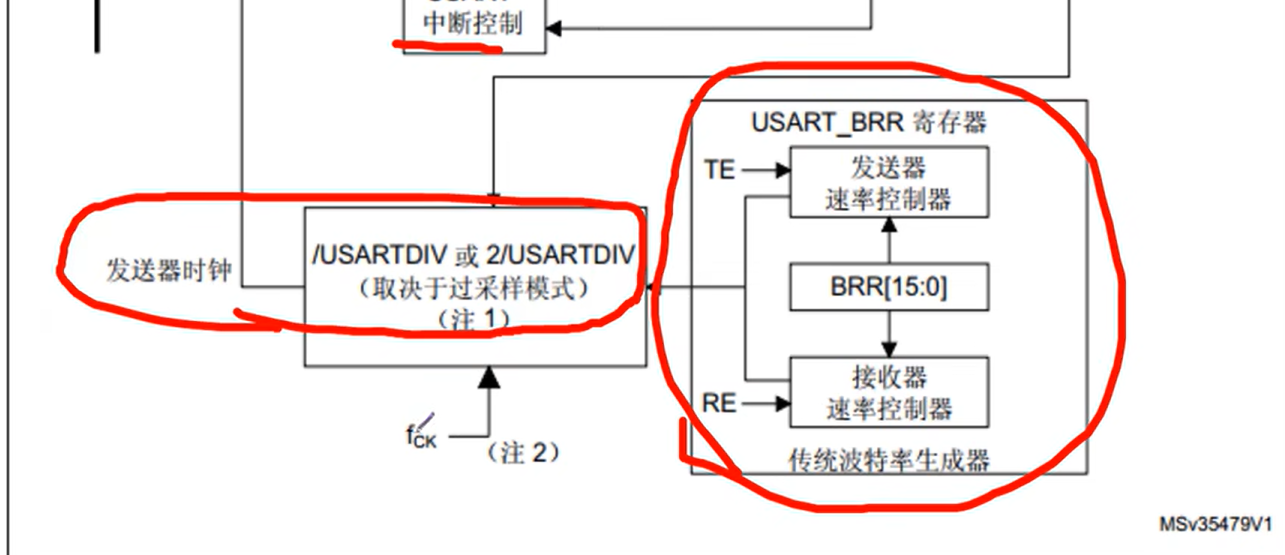 中断控制
USART_BRR 寄存器
TE
发送器
速率控制器
/USARTDIV 或 2/USARTDIV
(取决于过采样模式)
(注 1)
发送器时钟
BRR[15:0]
接收器
速率控制器
RE
fCK
(注 2)
传统波特率生成器
MSv35479V1